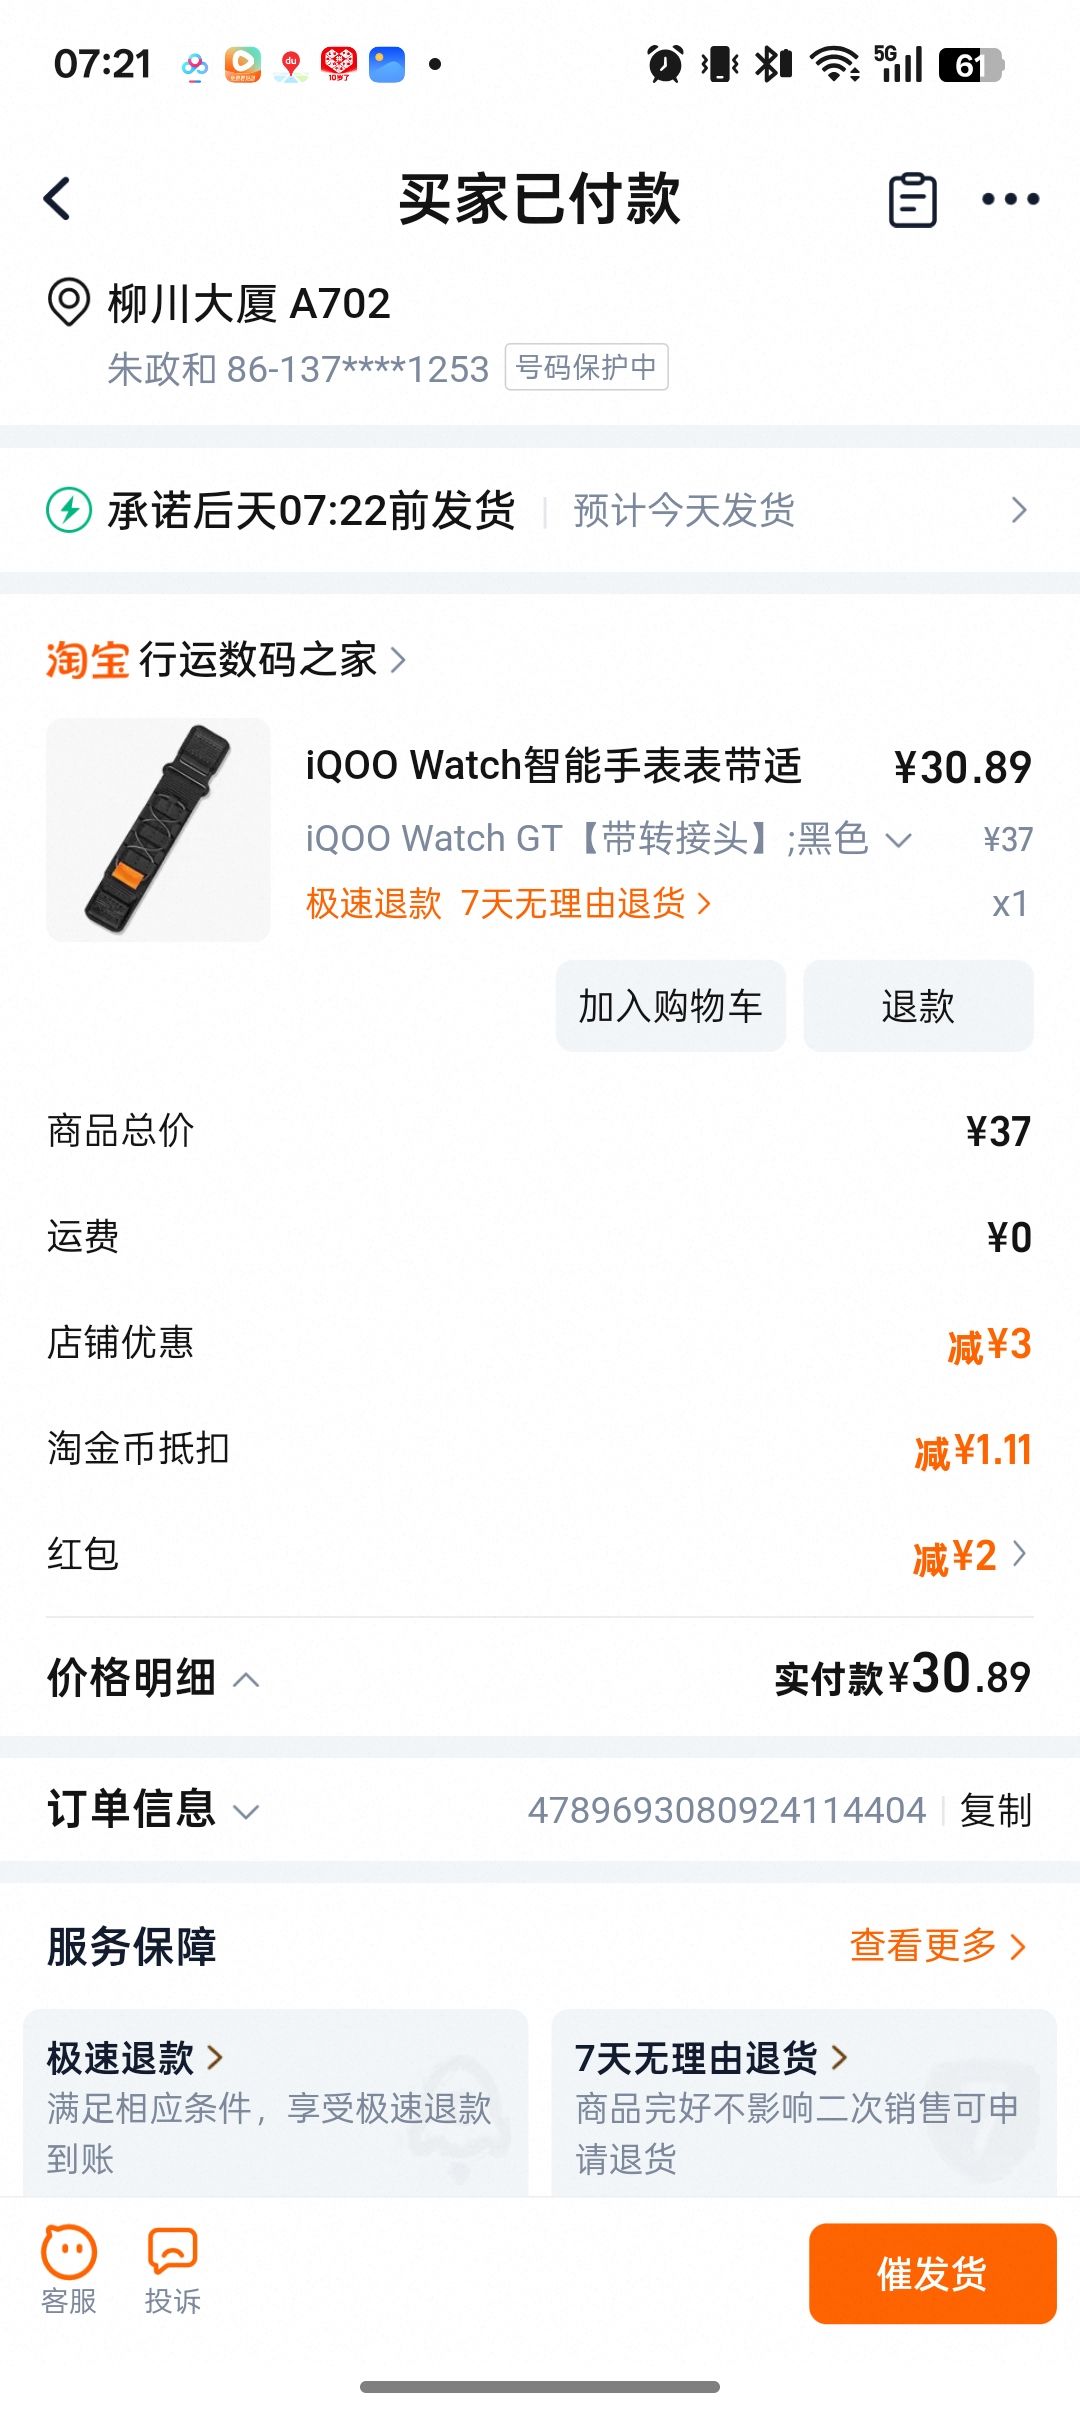 07:21
5G
61
买家已付款
柳川大厦 A702
朱政和 86-137****1253 号码保护中
承诺后天07:22前发货 预计今天发货
淘宝 行运数码之家
iQOO Watch智能手表表带适 ¥30.89
iQOO Watch GT【带转接头】;黑色 ¥37
极速退款 7天无理由退货 x1
加入购物车 退款
商品总价 ¥37
运费 ¥0
店铺优惠 减¥3
淘金币抵扣 减¥1.11
红包 减¥2
价格明细 实付款¥30.89
订单信息 4789693080924114404 复制
服务保障 查看更多
极速退款
满足相应条件，享受极速退款
到账
7天无理由退货
商品完好不影响二次销售可申
请退货
客服 投诉 催发货